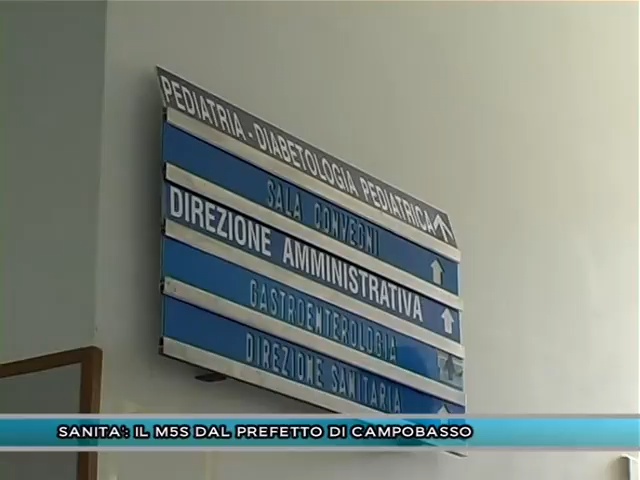 PEDIATRIA - DIABETOLOGIA PEDIATRICA
SALA CONVEGNI
DIREZIONE AMMINISTRATIVA
GASTROENTEROLOGIA
DIREZIONE SANITARIA
SANITA': IL M5S DAL PREFETTO DI CAMPOBASSO